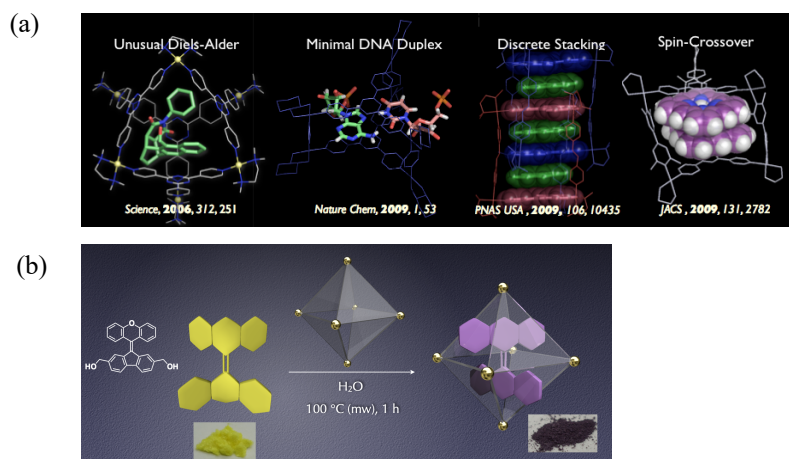 (a)
Unusual Diels-Alder
Minimal DNA Duplex
Discrete Stacking
Spin-Crossover
Science, 2006, 312, 251
Nature Chem, 2009, 1, 53
PNAS USA , 2009, 106, 10435
JACS, 2009, 131, 2782
(b)
O
HO
OH
H₂O
100 °C (mw), 1 h